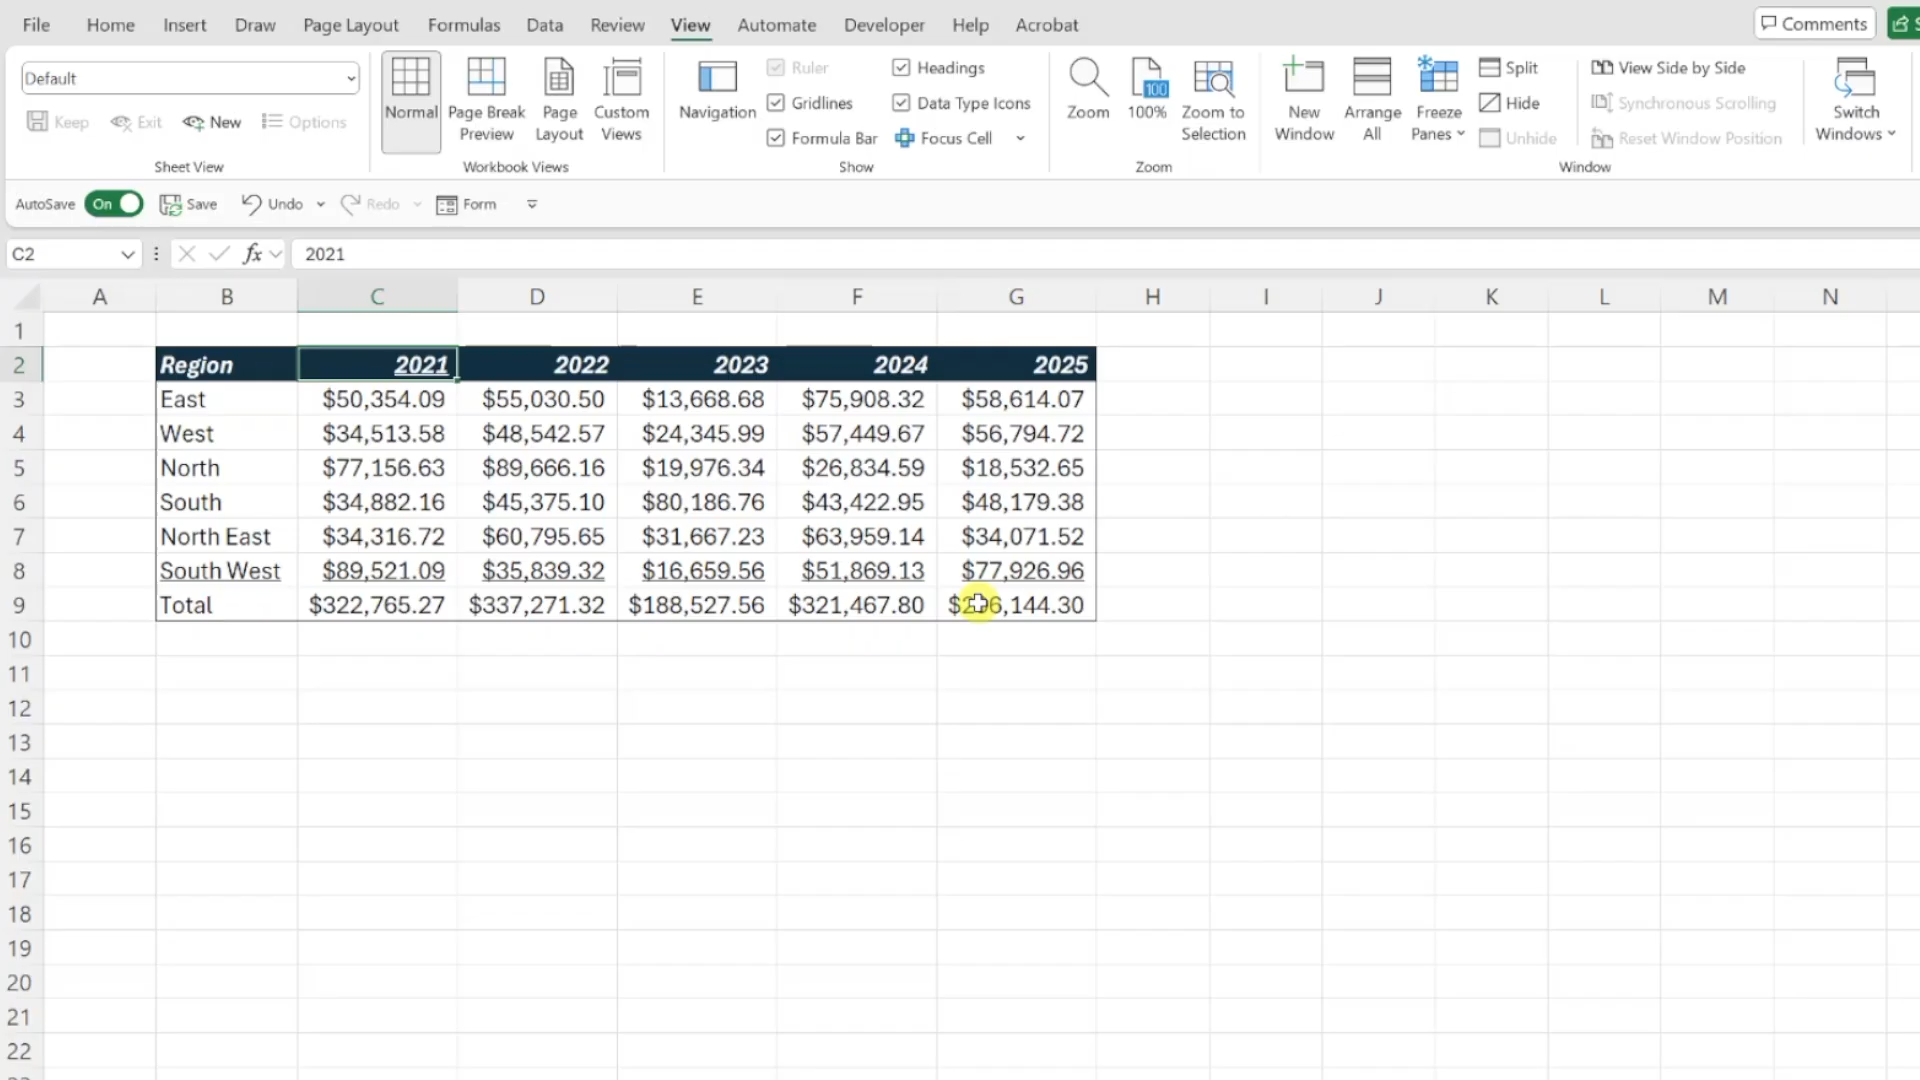 File Home Insert Draw Page Layout Formulas Data Review View Automate Developer Help Acrobat Comments
Default
Keep Exit New Options
Sheet View
Normal Page Break Preview Page Layout Custom Views
Workbook Views
Navigation
Ruler Headings
Gridlines Data Type Icons
Formula Bar Focus Cell
Show
Zoom 100 100% Zoom to Selection
Zoom
New Window Arrange All Freeze Panes
Split View Side by Side
Hide Synchronous Scrolling
Unhide Reset Window Position
Switch Windows
Window
AutoSave On Save Undo Redo Form
C2 fx 2021
A B C D E F G H I J K L M N
1
2 Region 2021 2022 2023 2024 2025
3 East $50,354.09 $55,030.50 $13,668.68 $75,908.32 $58,614.07
4 West $34,513.58 $48,542.57 $24,345.99 $57,449.67 $56,794.72
5 North $77,156.63 $89,666.16 $19,976.34 $26,834.59 $18,532.65
6 South $34,882.16 $45,375.10 $80,186.76 $43,422.95 $48,179.38
7 North East $34,316.72 $60,795.65 $31,667.23 $63,959.14 $34,071.52
8 South West $89,521.09 $35,839.32 $16,659.56 $51,869.13 $77,926.96
9 Total $322,765.27 $337,271.32 $188,527.56 $321,467.80
10
11
12
13
14
15
16
17
18
19
20
21
22